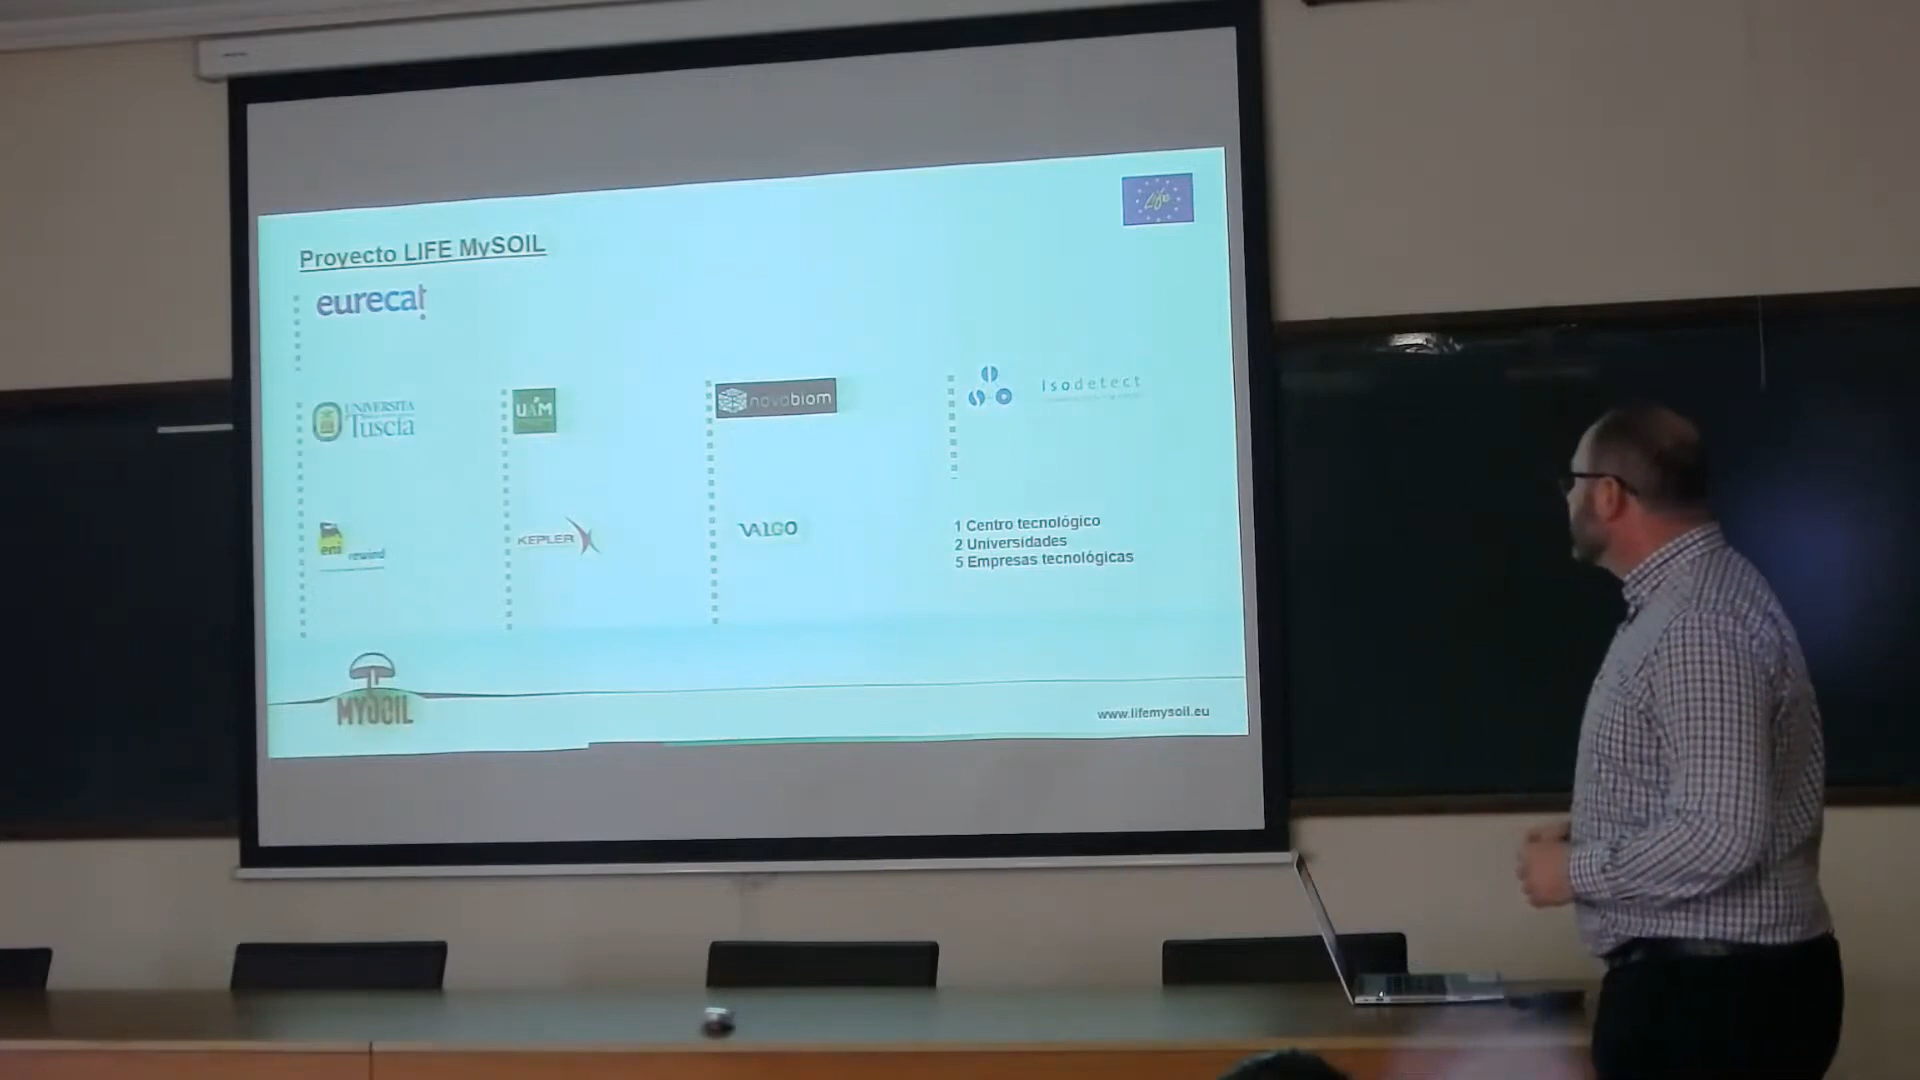 Life
Proyecto LIFE MySOIL
eurecat
UNIVERSITÀ
Tuscia
UAM
novobiom
Isodetect
eni
rewind
KEPLER
VALGO
1 Centro tecnológico
2 Universidades
5 Empresas tecnológicas
MYSOIL
www.lifemysoil.eu